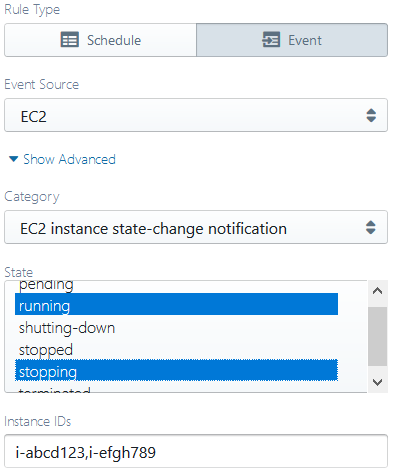 Rule Type
Schedule Event
Event Source
EC2
Show Advanced
Category
EC2 instance state-change notification
State
pending
running
shutting-down
stopped
stopping
terminated
Instance IDs
i-abcd123,i-efgh789